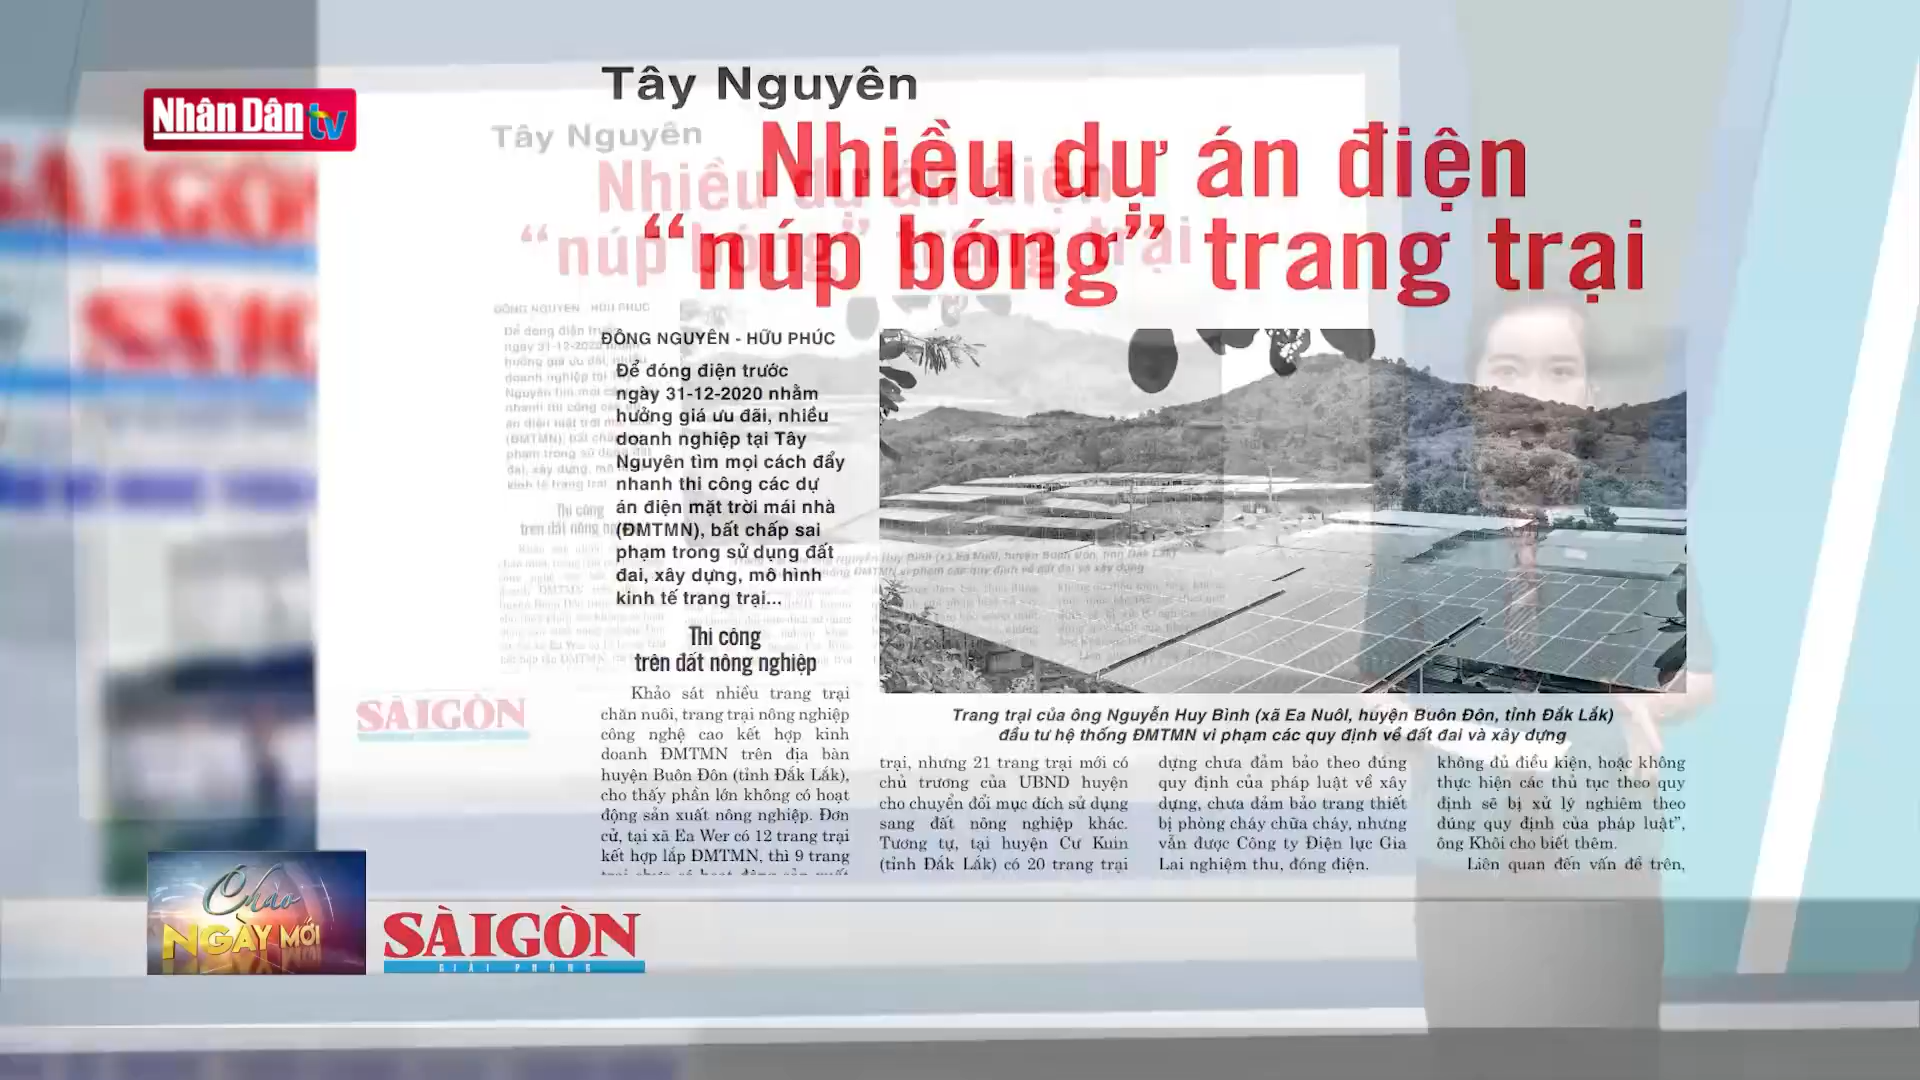 Nhân Dân tv
Tây Nguyên
Nhiều dự án điện
“núp bóng” trang trại
ĐÔNG NGUYÊN - HỮU PHÚC
Để đóng điện trước
ngày 31-12-2020 nhằm
hưởng giá ưu đãi, nhiều
doanh nghiệp tại Tây
Nguyên tìm mọi cách đẩy
nhanh thi công các dự
án điện mặt trời mái nhà
(ĐMTMN), bất chấp sai
phạm trong sử dụng đất
đai, xây dựng, mô hình
kinh tế trang trại...
Thi công
trên đất nông nghiệp
Khảo sát nhiều trang trại
chăn nuôi, trang trại nông nghiệp
công nghệ cao kết hợp kinh
doanh ĐMTMN trên địa bàn
huyện Buôn Đôn (tỉnh Đắk Lắk),
cho thấy phần lớn không có hoạt
động sản xuất nông nghiệp. Đơn
cử, tại xã Ea Wer có 12 trang trại
kết hợp lắp ĐMTMN, thì 9 trang
Trang trại của ông Nguyễn Huy Bình (xã Ea Nuôl, huyện Buôn Đôn, tỉnh Đắk Lắk)
đầu tư hệ thống ĐMTMN vi phạm các quy định về đất đai và xây dựng
trại, nhưng 21 trang trại mới có
chủ trương của UBND huyện
cho chuyển đổi mục đích sử dụng
sang đất nông nghiệp khác.
Tương tự, tại huyện Cư Kuin
(tỉnh Đắk Lắk) có 20 trang trại
dựng chưa đảm bảo theo đúng
quy định của pháp luật về xây
dựng, chưa đảm bảo trang thiết
bị phòng cháy chữa cháy, nhưng
vẫn được Công ty Điện lực Gia
Lai nghiệm thu, đóng điện.
không đủ điều kiện, hoặc không
thực hiện các thủ tục theo quy
định sẽ bị xử lý nghiêm theo
đúng quy định của pháp luật”,
ông Khôi cho biết thêm.
Liên quan đến vấn đề trên,
Tây Nguyên
Nhiều dự án điện
“núp bóng” trang trại
SÀIGÒN
Chào
NGÀY MỚI
SÀIGÒN
GIẢI PHÓNG